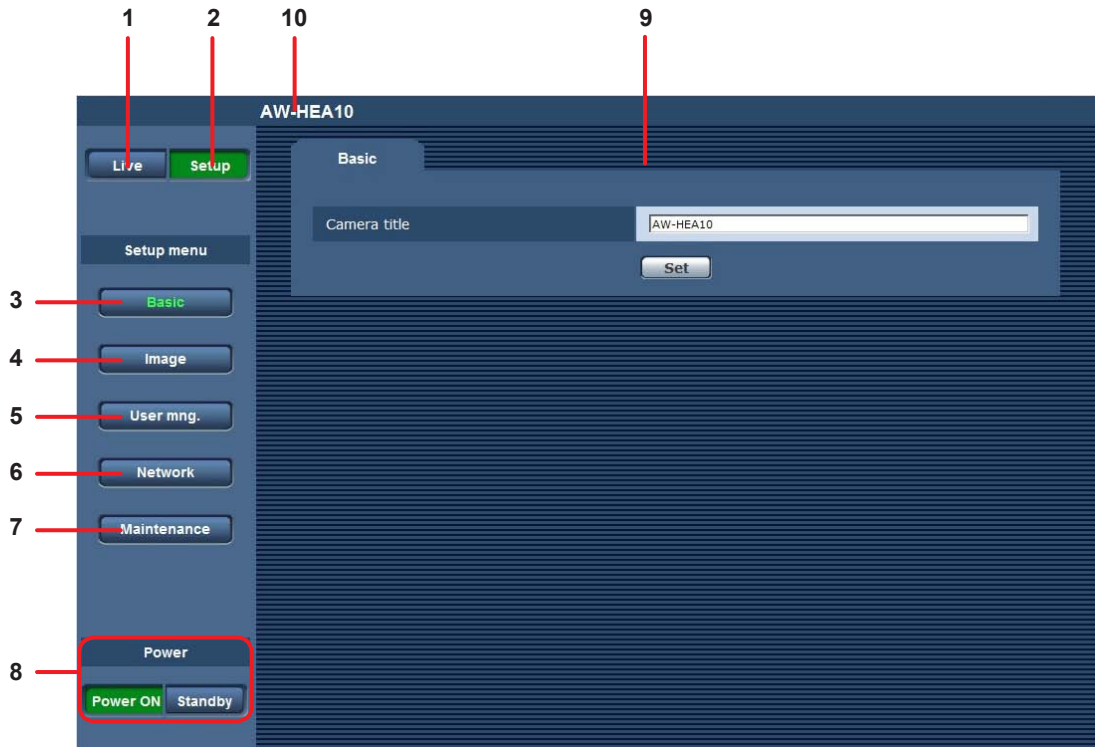 1 2 10 9
AW-HEA10
Live Setup
Basic
Camera title AW-HEA10
Set
Setup menu
3 Basic
4 Image
5 User mng.
6 Network
7 Maintenance
Power
8
Power ON Standby